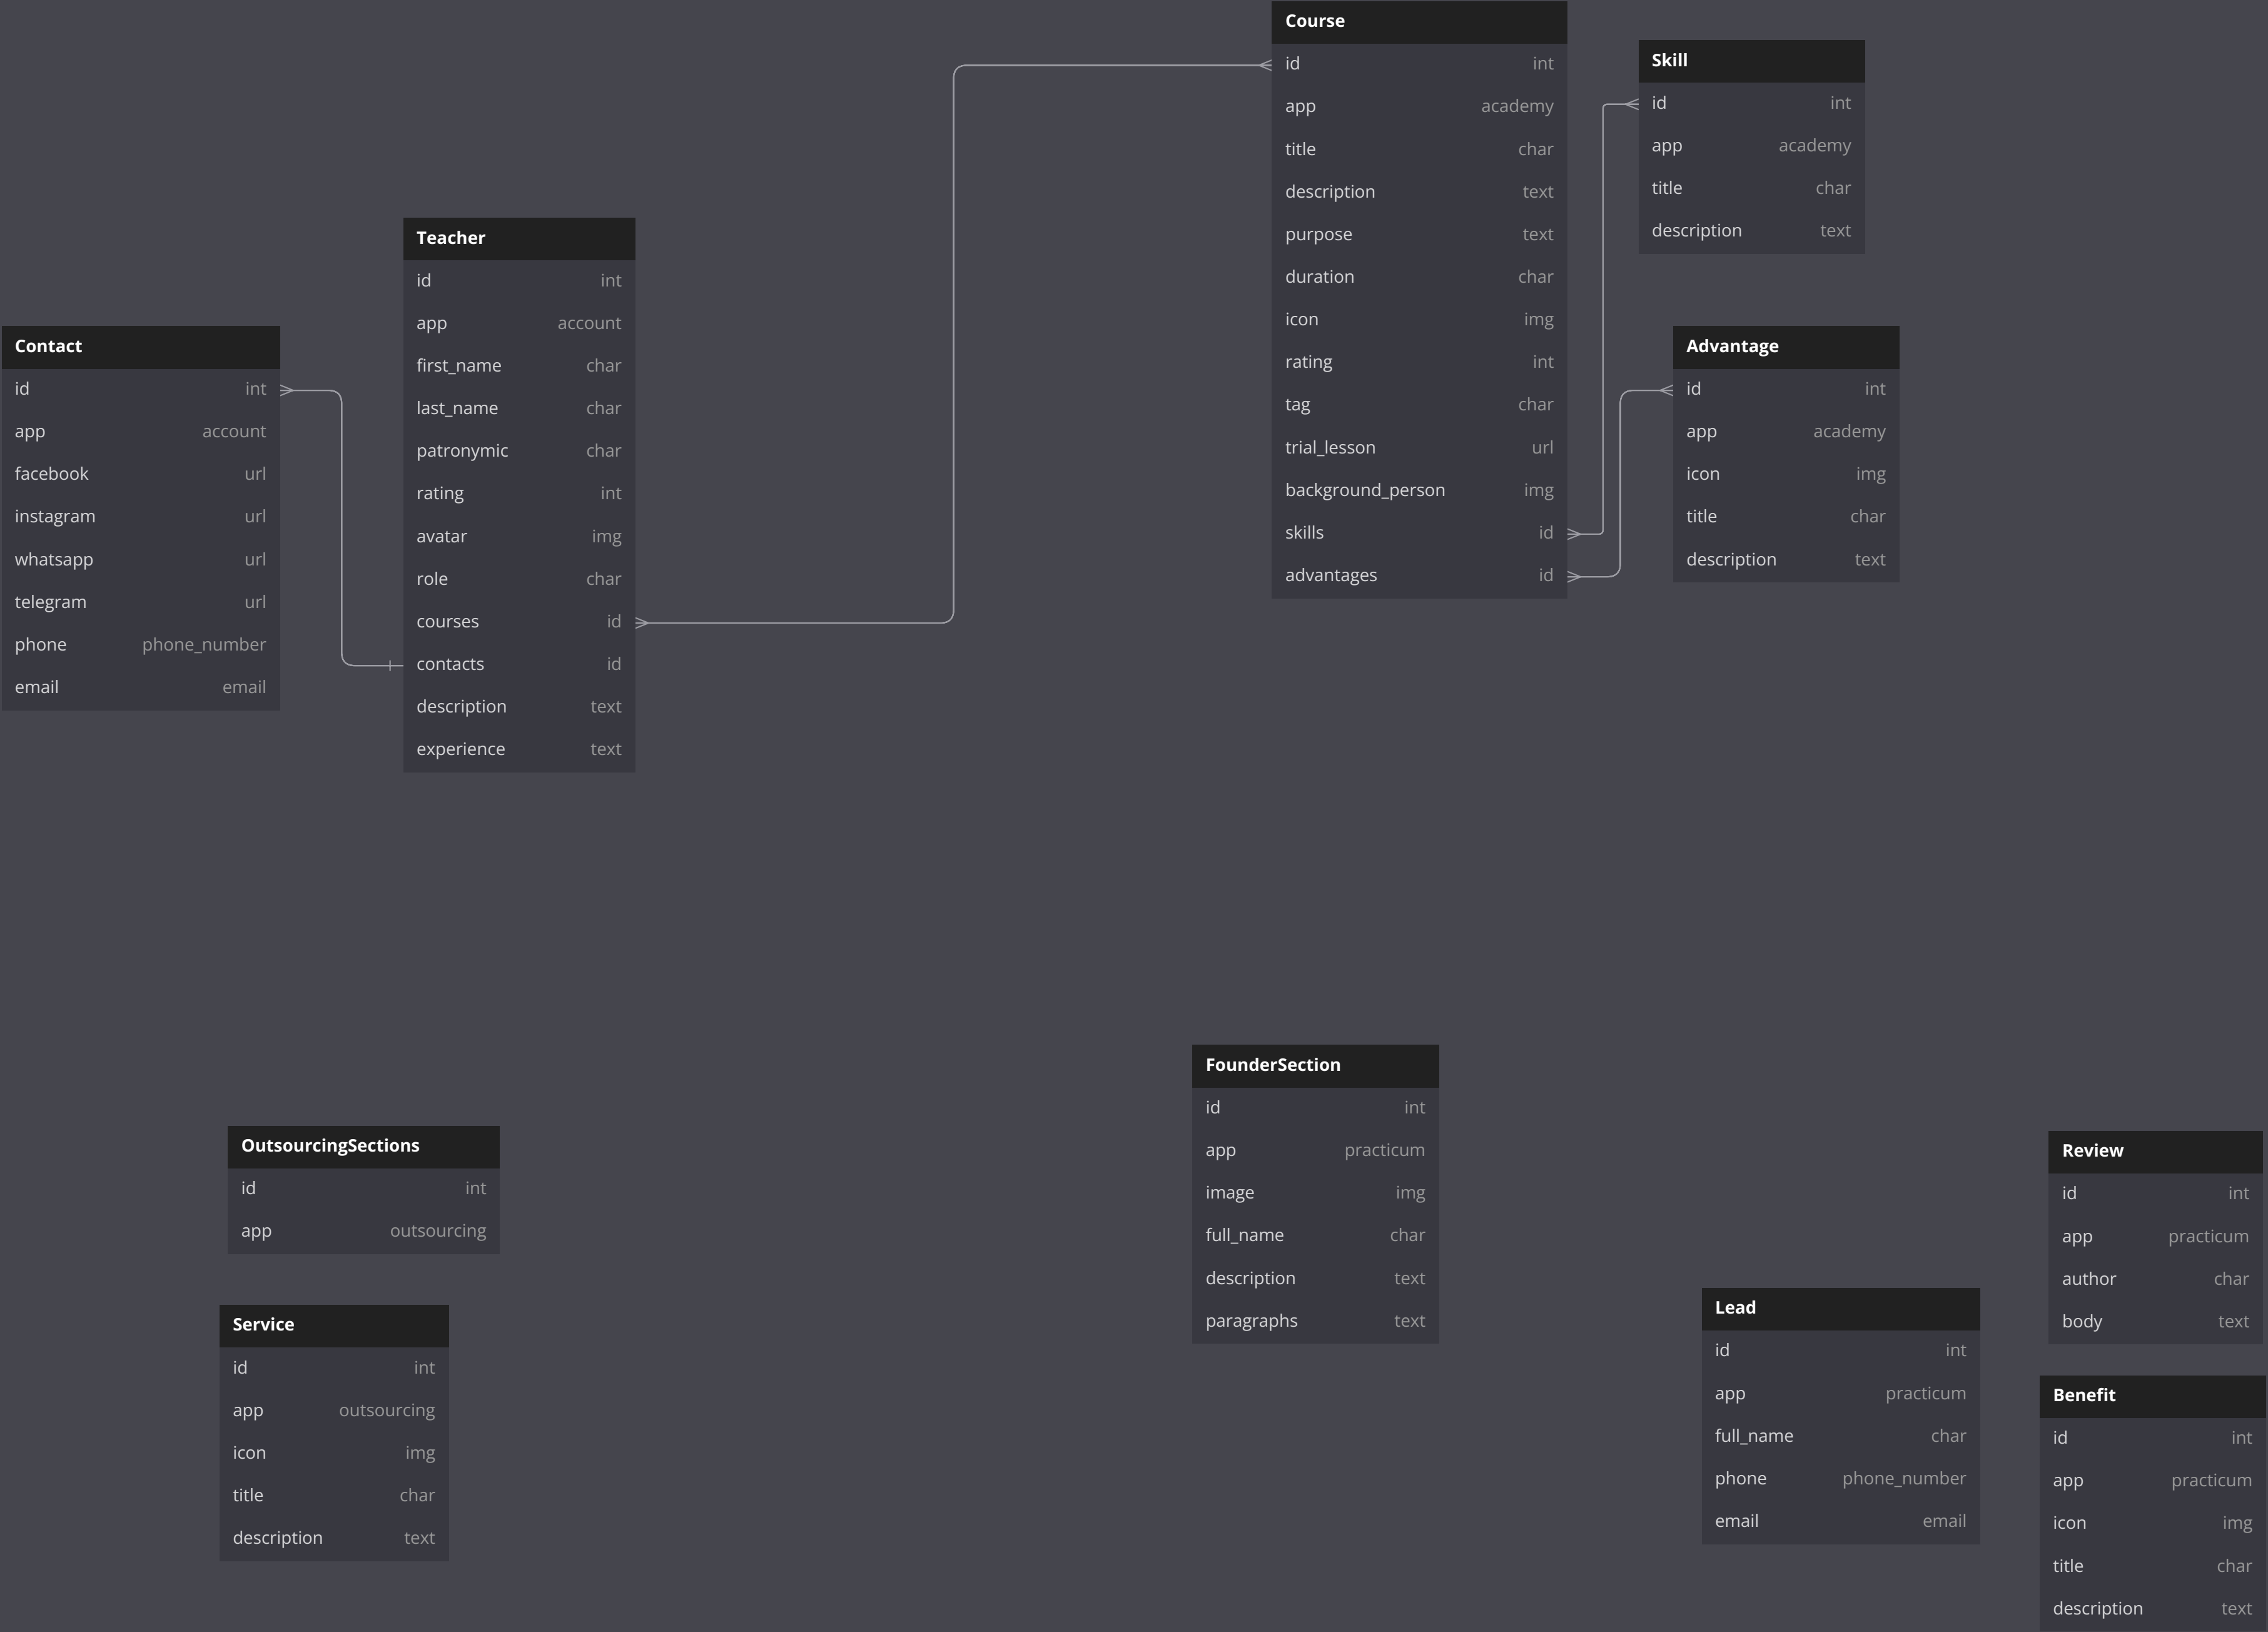 Contact
id int
app account
facebook url
instagram url
whatsapp url
telegram url
phone phone_number
email email
Teacher
id int
app account
first_name char
last_name char
patronymic char
rating int
avatar img
role char
courses id
contacts id
description text
experience text
Course
id int
app academy
title char
description text
purpose text
duration char
icon img
rating int
tag char
trial_lesson url
background_person img
skills id
advantages id
Skill
id int
app academy
title char
description text
Advantage
id int
app academy
icon img
title char
description text
OutsourcingSections
id int
app outsourcing
Service
id int
app outsourcing
icon img
title char
description text
FounderSection
id int
app practicum
image img
full_name char
description text
paragraphs text
Lead
id int
app practicum
full_name char
phone phone_number
email email
Review
id int
app practicum
author char
body text
Benefit
id int
app practicum
icon img
title char
description text